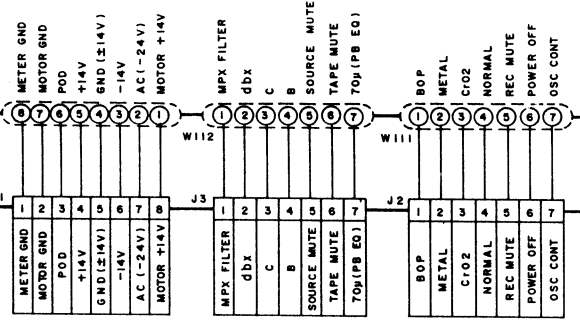 METER GND
MOTOR GND
POD
+14V
GND (±14V)
-14V
AC (-24V)
MOTOR +14V
MPX FILTER
dbx
C
B
SOURCE MUTE
TAPE MUTE
70µ(PB EQ)
BOP
METAL
CrO2
NORMAL
REC MUTE
POWER OFF
OSC CONT
8 7 6 5 4 3 2 1
W112
1 2 3 4 5 6 7
W111
1 2 3 4 5 6 7
1 2 3 4 5 6 7 8
J3
1 2 3 4 5 6 7
J2
1 2 3 4 5 6 7
METER GND
MOTOR GND
POD
+14V
GND (±14V)
-14V
AC (-24V)
MOTOR +14V
MPX FILTER
dbx
C
B
SOURCE MUTE
TAPE MUTE
70µ(PB EQ)
BOP
METAL
CrO2
NORMAL
REC MUTE
POWER OFF
OSC CONT